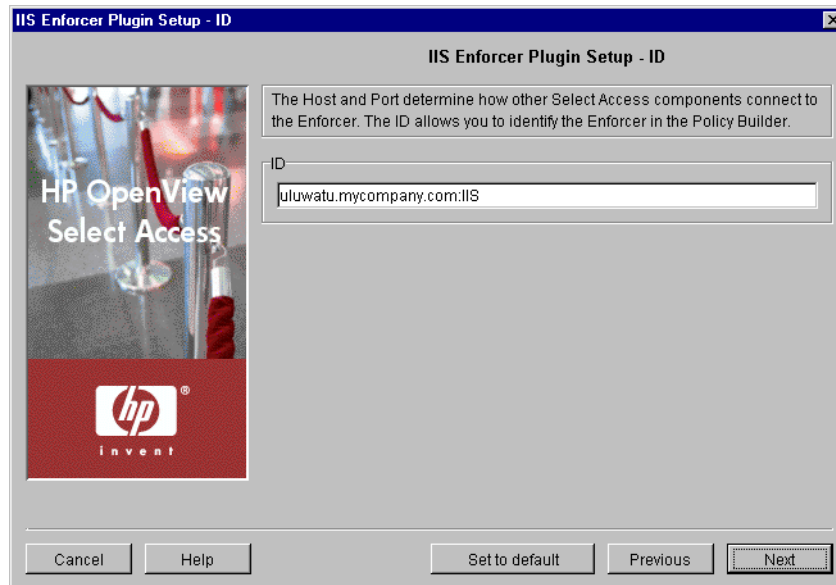 IIS Enforcer Plugin Setup - ID
IIS Enforcer Plugin Setup - ID
The Host and Port determine how other Select Access components connect to
the Enforcer. The ID allows you to identify the Enforcer in the Policy Builder.
ID
uluwatu.mycompany.com:IIS
HP OpenView
Select Access
hp
®
invent
Cancel
Help
Set to default
Previous
Next